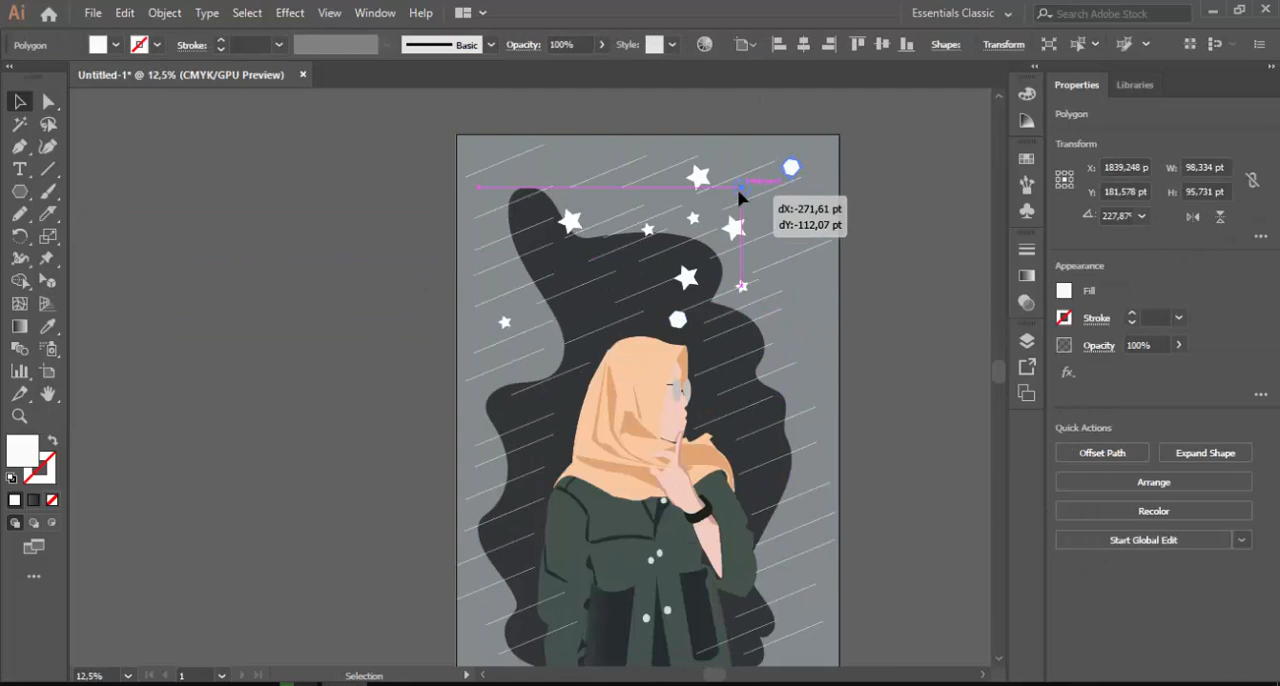 Ai File Edit Object Type Select Effect View Window Help Essentials Classic Search Adobe Stock
Polygon Stroke: Basic Opacity: 100% Style: Shape: Transform
Untitled-1* @ 12,5% (CMYK/GPU Preview) ×
Properties Libraries
Polygon
Transform
X: 1839,248 p W: 98,334 pt
Y: 181,578 pt H: 95,731 pt
227,87°
Appearance
Fill
Stroke
Opacity 100%
fx.
Quick Actions
Offset Path Expand Shape
Arrange
Recolor
Start Global Edit
dX:-271,61 pt
dY:-112,07 pt
12,5% 1 Selection